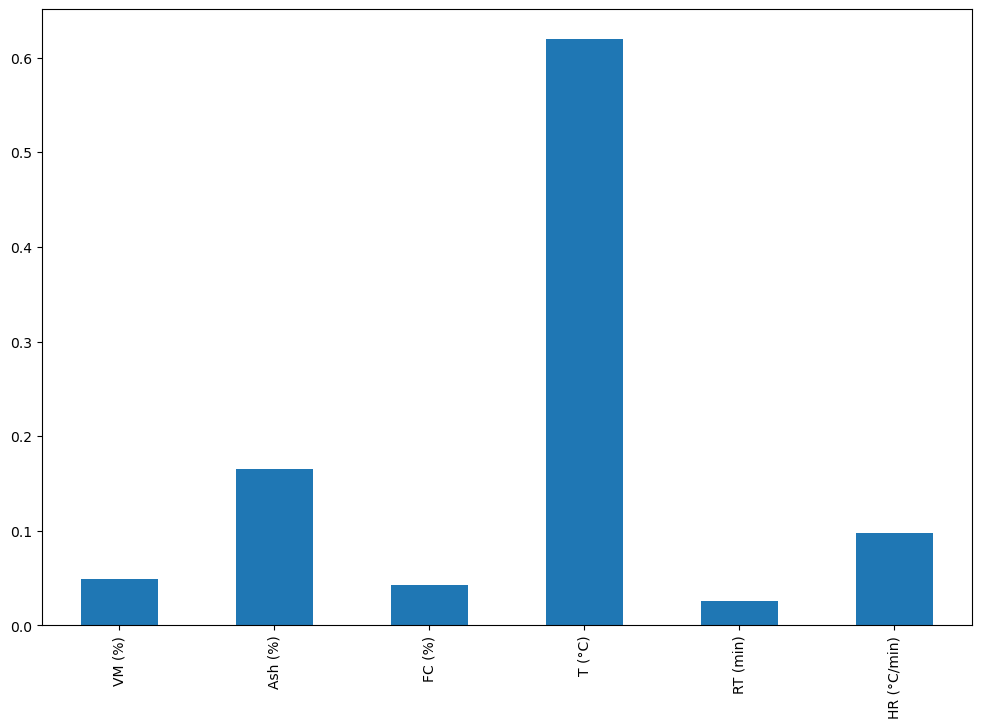 0.6
0.5
0.4
0.3
0.2
0.1
0.0
VM (%)
Ash (%)
FC (%)
T (°C)
RT (min)
HR (°C/min)